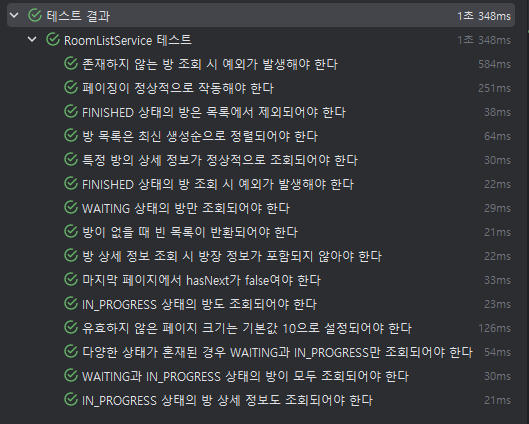 테스트 결과 1초 348ms
RoomListService 테스트 1초 348ms
존재하지 않는 방 조회 시 예외가 발생해야 한다 584ms
페이징이 정상적으로 작동해야 한다 251ms
FINISHED 상태의 방은 목록에서 제외되어야 한다 38ms
방 목록은 최신 생성순으로 정렬되어야 한다 64ms
특정 방의 상세 정보가 정상적으로 조회되어야 한다 30ms
FINISHED 상태의 방 조회 시 예외가 발생해야 한다 22ms
WAITING 상태의 방만 조회되어야 한다 29ms
방이 없을 때 빈 목록이 반환되어야 한다 21ms
방 상세 정보 조회 시 방장 정보가 포함되지 않아야 한다 22ms
마지막 페이지에서 hasNext가 false여야 한다 33ms
IN_PROGRESS 상태의 방도 조회되어야 한다 23ms
유효하지 않은 페이지 크기는 기본값 10으로 설정되어야 한다 126ms
다양한 상태가 혼재된 경우 WAITING과 IN_PROGRESS만 조회되어야 한다 54ms
WAITING과 IN_PROGRESS 상태의 방이 모두 조회되어야 한다 30ms
IN_PROGRESS 상태의 방 상세 정보도 조회되어야 한다 21ms